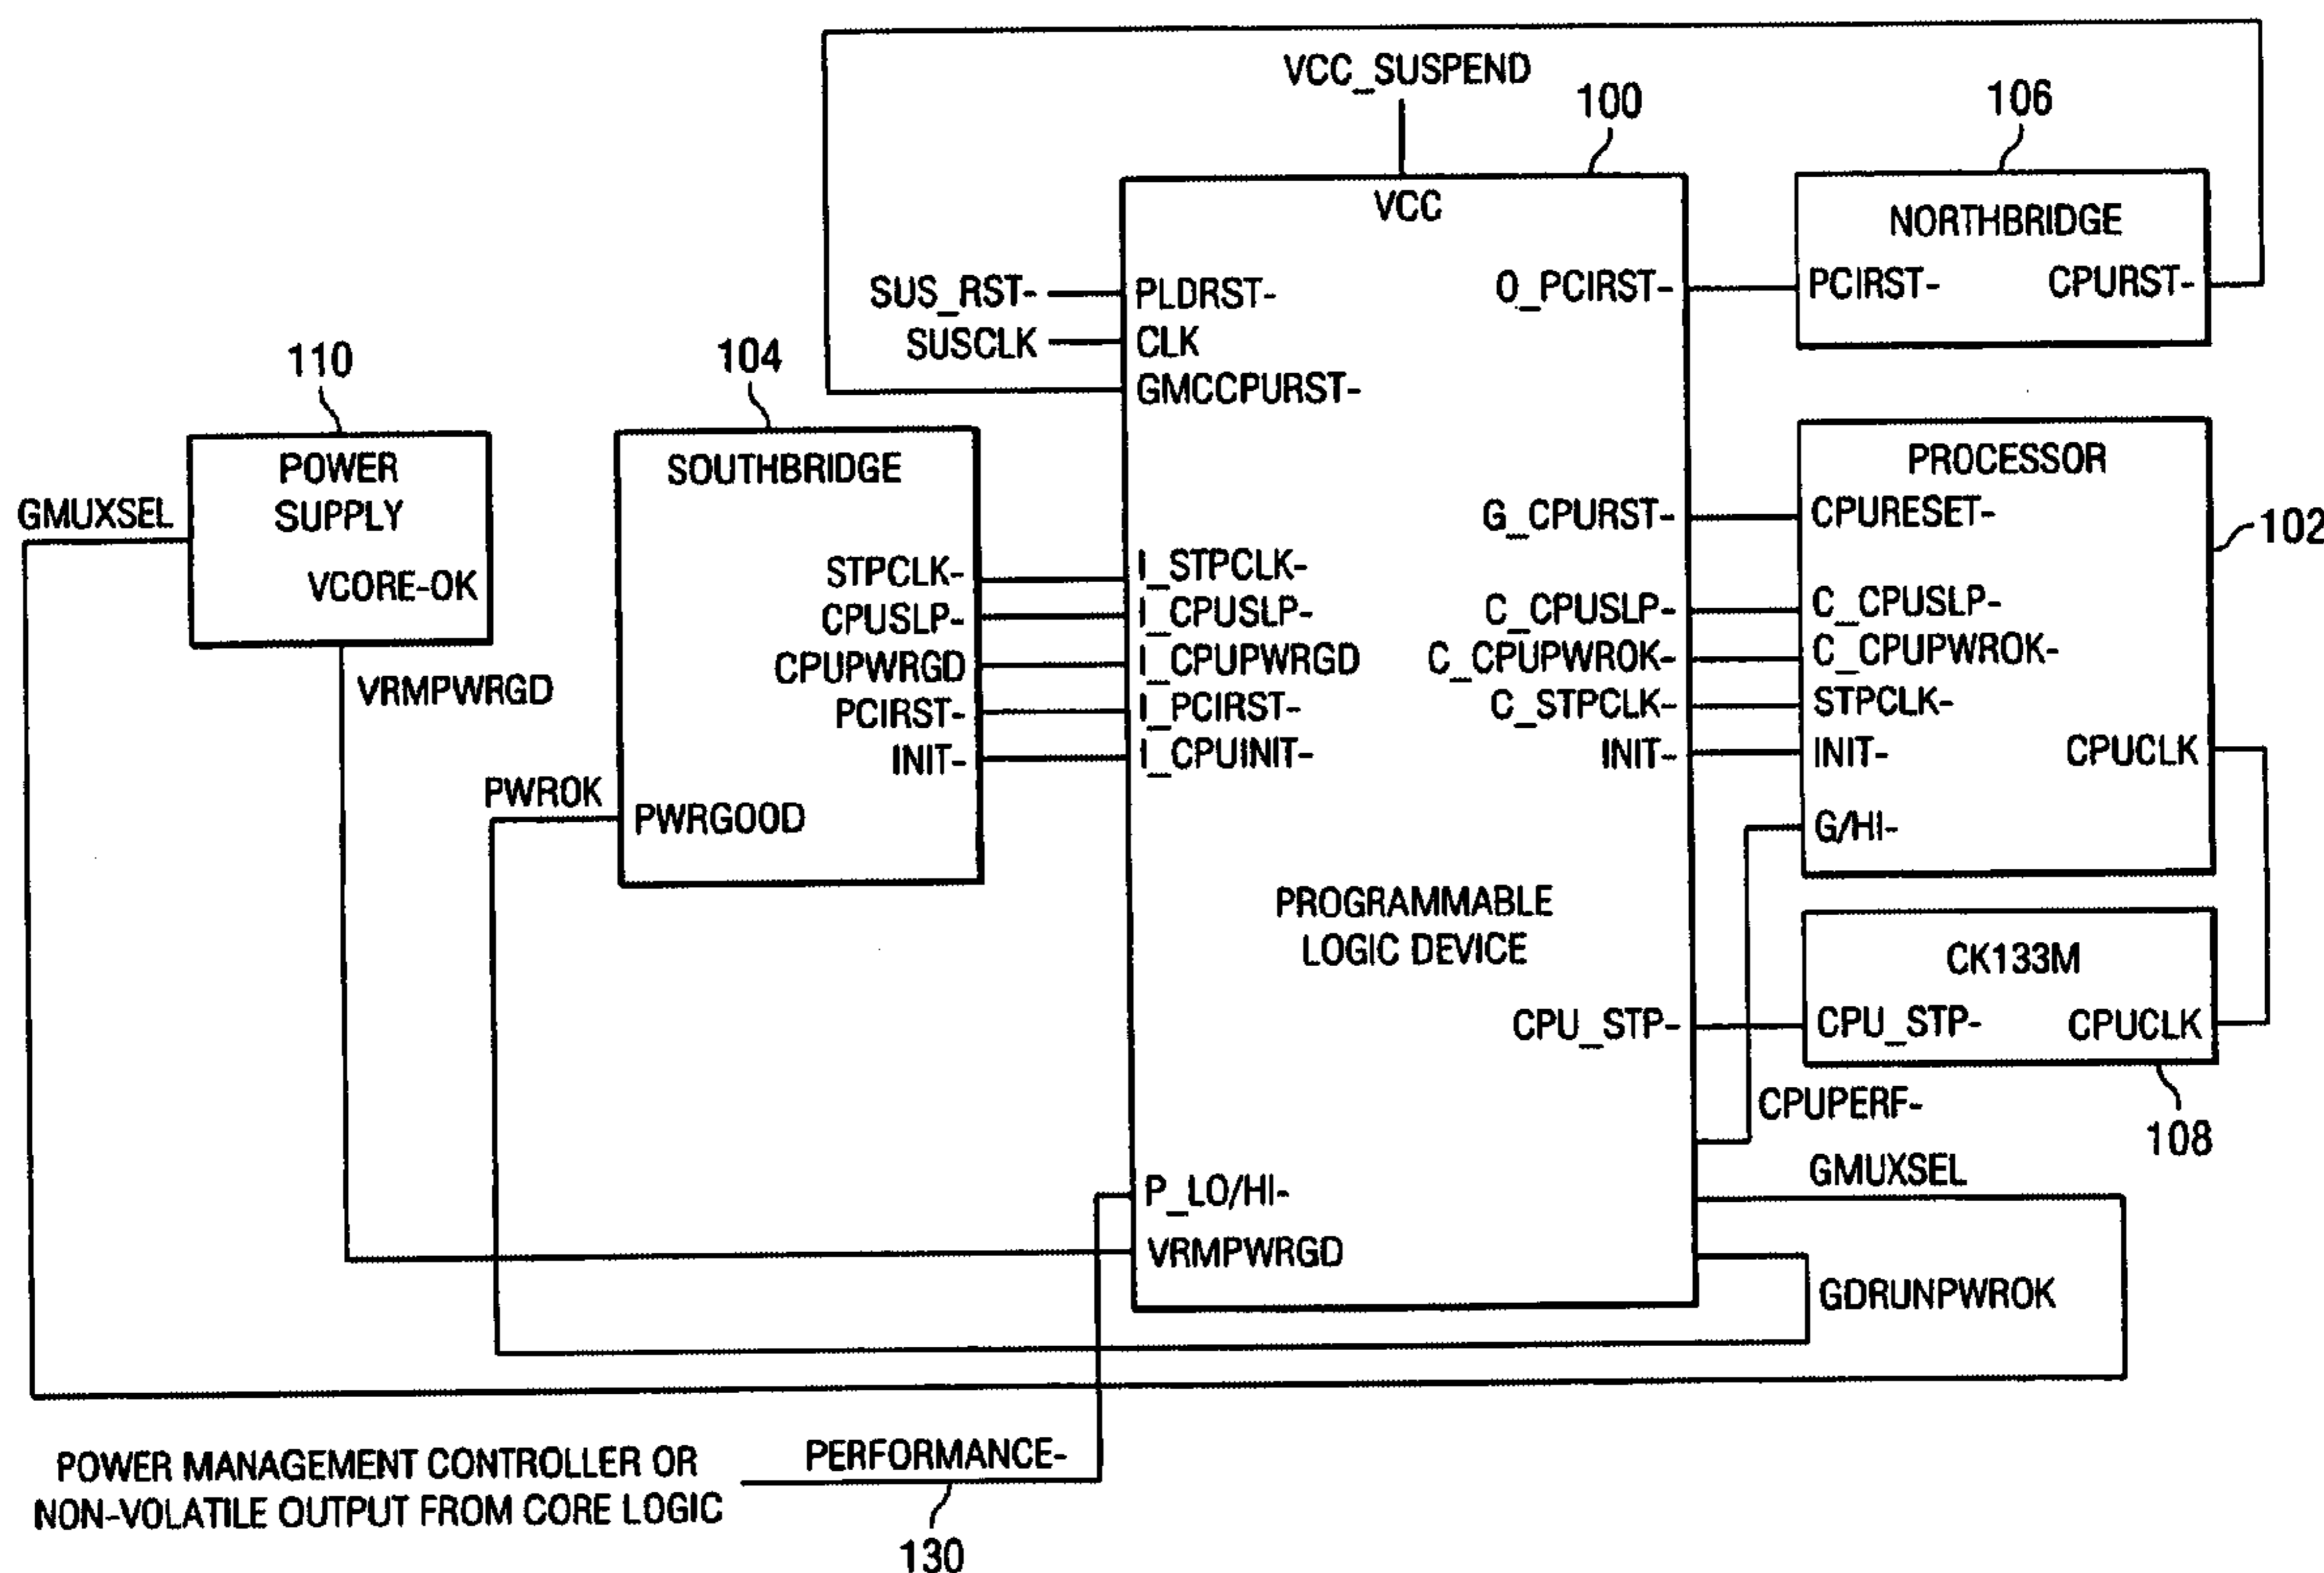 VCC_SUSPEND
100
106
VCC
NORTHBRIDGE
SUS_RST-
PLDRST-
O_PCIRST-
PCIRST-
CPURST-
SUSCLK
CLK
GMCCPURST-
110
104
POWER
SUPPLY
GMUXSEL
VCORE-OK
VRMPWRGD
SOUTHBRIDGE
STPCLK-
CPUSLP-
CPUPWRGD
PCIRST-
INIT-
PWROK
PWRGOOD
I_STPCLK-
I_CPUSLP-
I_CPUPWRGD
I_PCIRST-
I_CPUINIT-
G_CPURST-
C_CPUSLP-
C_CPUPWROK-
C_STPCLK-
INIT-
PROCESSOR
CPURESET-
102
C_CPUSLP-
C_CPUPWROK-
STPCLK-
INIT-
CPUCLK
G/HI-
PROGRAMMABLE
LOGIC DEVICE
CK133M
CPU_STP-
CPU_STP-
CPUCLK
108
CPUPERF-
GMUXSEL
P_LO/HI-
VRMPWRGD
GDRUNPWROK
POWER MANAGEMENT CONTROLLER OR
NON-VOLATILE OUTPUT FROM CORE LOGIC
PERFORMANCE-
130